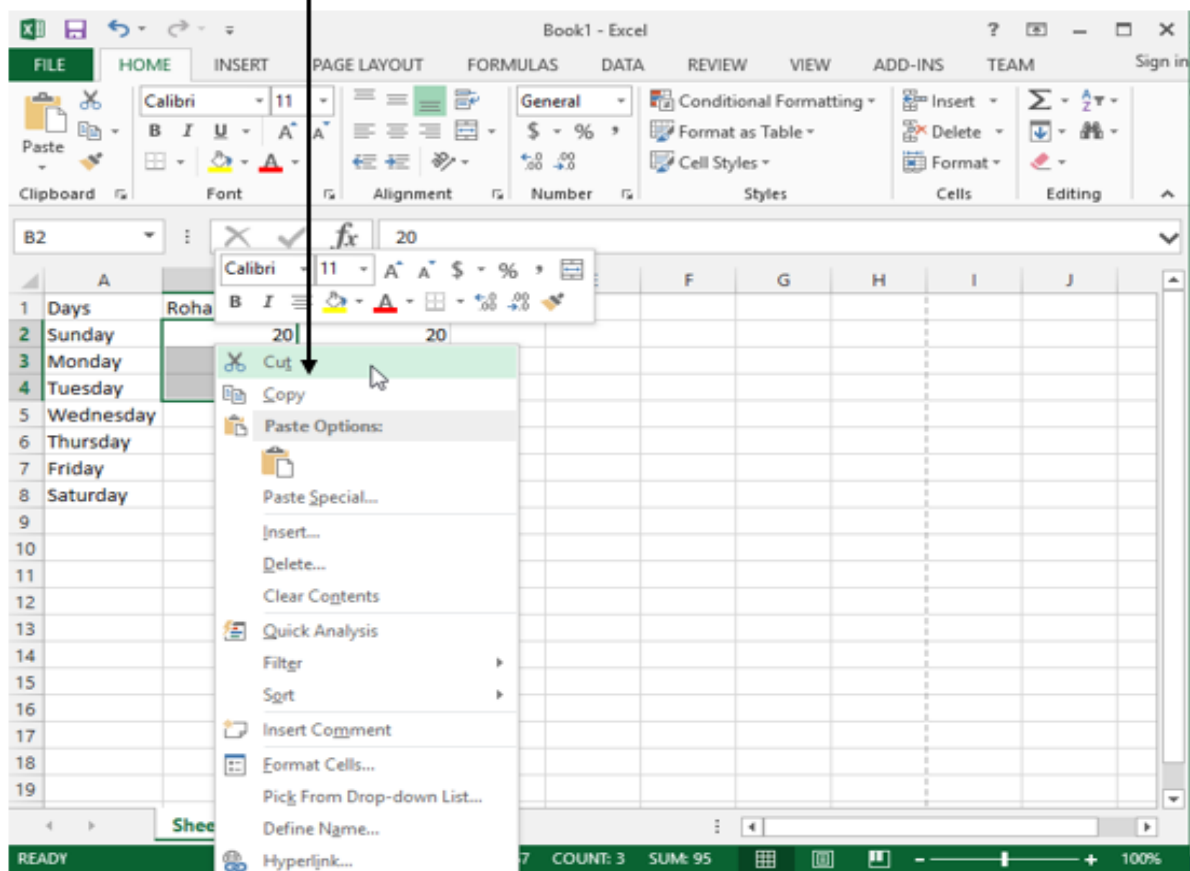 Book1 - Excel
FILE HOME INSERT PAGE LAYOUT FORMULAS DATA REVIEW VIEW ADD-INS TEAM Sign in
Paste
Calibri 11
B I U A A A
General
$ % ,
Conditional Formatting
Format as Table
Cell Styles
Insert
Delete
Format
Clipboard Font Alignment Number Styles Cells Editing
B2 fx 20
Calibri 11 A A $ % ,
B I A
A F G H I J
1 Days Roha
2 Sunday 20 20
3 Monday
4 Tuesday
5 Wednesday
6 Thursday
7 Friday
8 Saturday
9
10
11
12
13
14
15
16
17
18
19
Cut
Copy
Paste Options:
Paste Special...
Insert...
Delete...
Clear Contents
Quick Analysis
Filter
Sort
Insert Comment
Format Cells...
Pick From Drop-down List...
Define Name...
Hyperlink...
Shee
READY 7 COUNT: 3 SUM: 95 100%